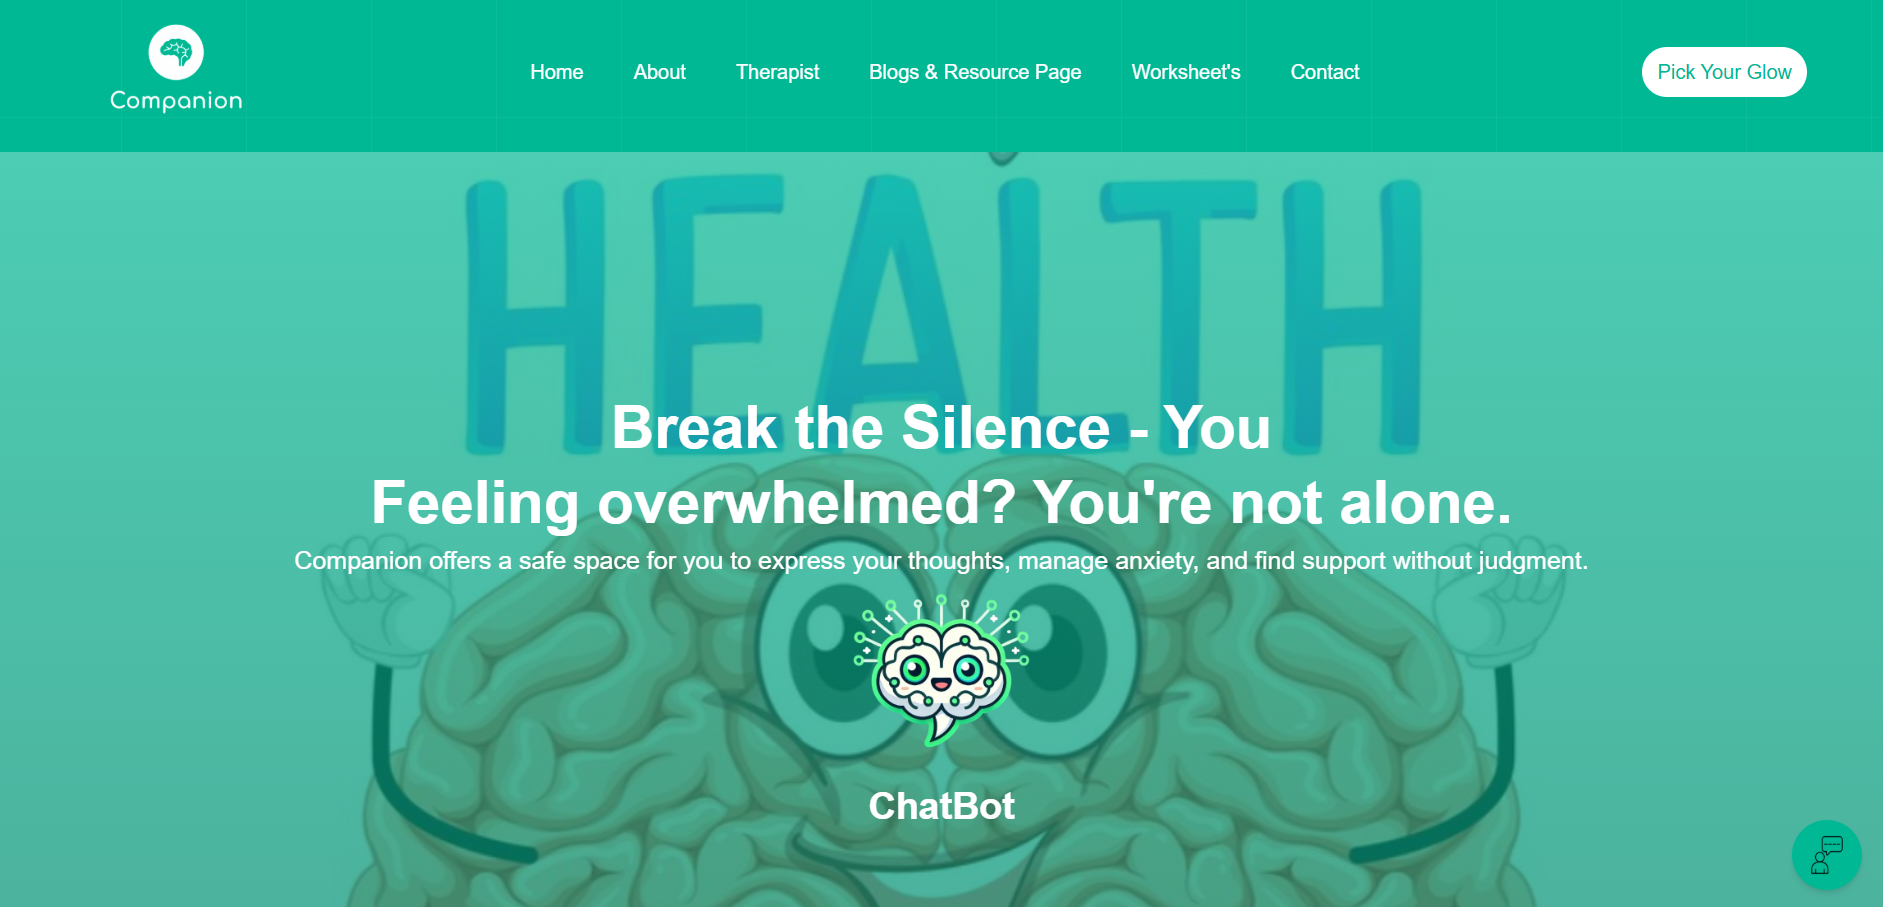 Companion
Home About Therapist Blogs & Resource Page Worksheet's Contact
Pick Your Glow
HEALTH
Break the Silence - You
Feeling overwhelmed? You're not alone.
Companion offers a safe space for you to express your thoughts, manage anxiety, and find support without judgment.
ChatBot